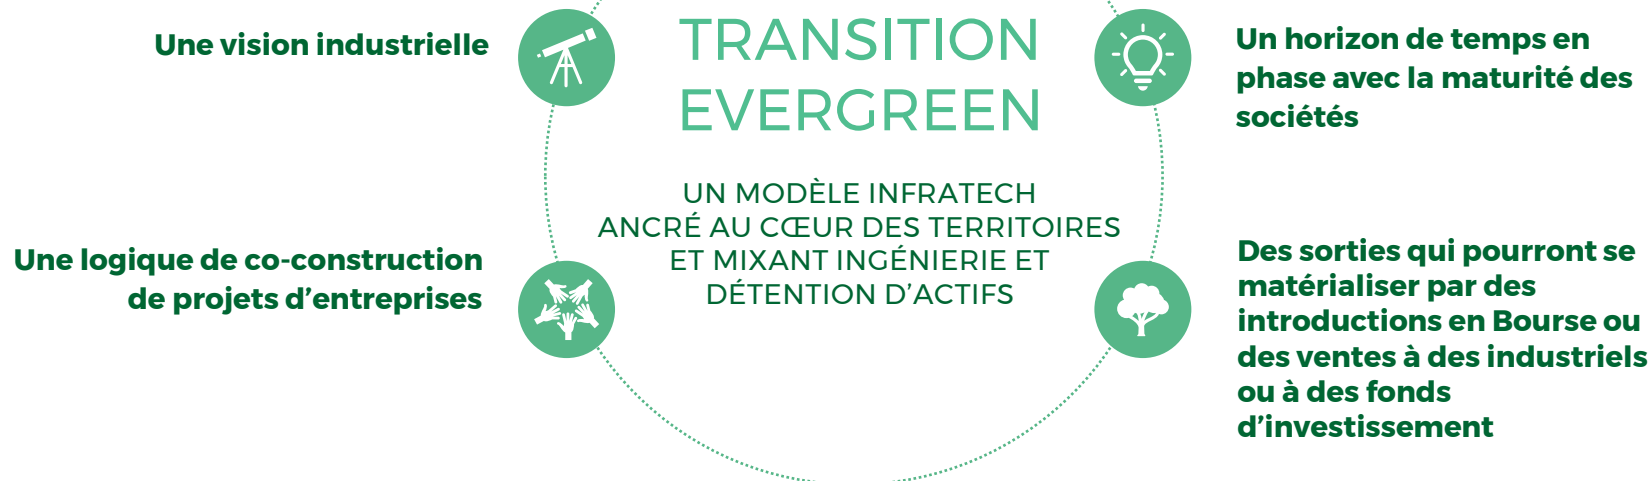 Une vision industrielle
TRANSITION
EVERGREEN
Un horizon de temps en
phase avec la maturité des
sociétés
UN MODÈLE INFRATECH
ANCRÉ AU CŒUR DES TERRITOIRES
ET MIXANT INGÉNIERIE ET
DÉTENTION D’ACTIFS
Une logique de co-construction
de projets d’entreprises
Des sorties qui pourront se
matérialiser par des
introductions en Bourse ou
des ventes à des industriels
ou à des fonds
d’investissement